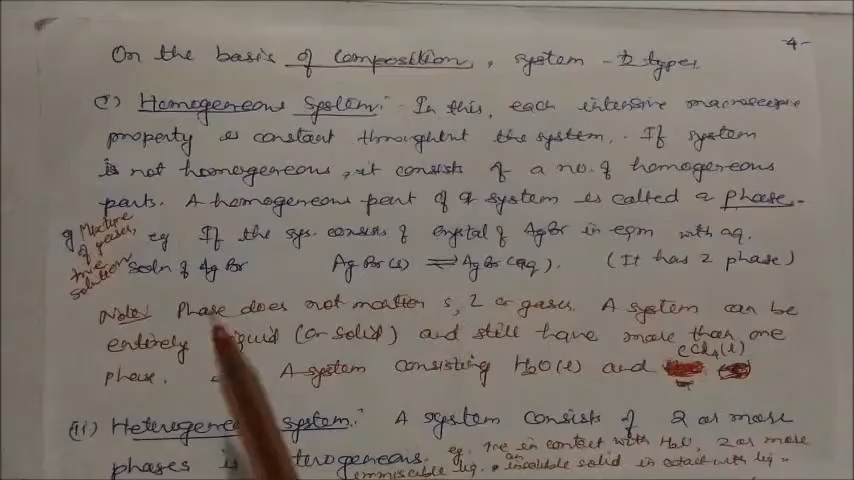 -4-
On the basis of composition, system - 2 types
(i) Homogeneous System:- In this, each intensive macroscopic
property is constant throughout the system. If system
is not homogeneous, it consists of a no. of homogeneous
parts. A homogeneous part of a system is called a phase.
g Mixture of gases, true solution
eg If the sys. consists of crystal of AgBr in eqm with aq.
soln of AgBr AgBr(s) ⇌ AgBr(aq). (It has 2 phase)
Note: Phase does not matter s, l or gases. A system can be
entirely liquid (or solid) and still have more than one
phase. A system consisting H2O(l) and CCl4(l)
(ii) Heterogeneous system: A system consists of 2 or more
phases is heterogeneous. eg. Ice in contact with H2O, 2 or more
immiscible liq. an insoluble solid in cotact with liq.